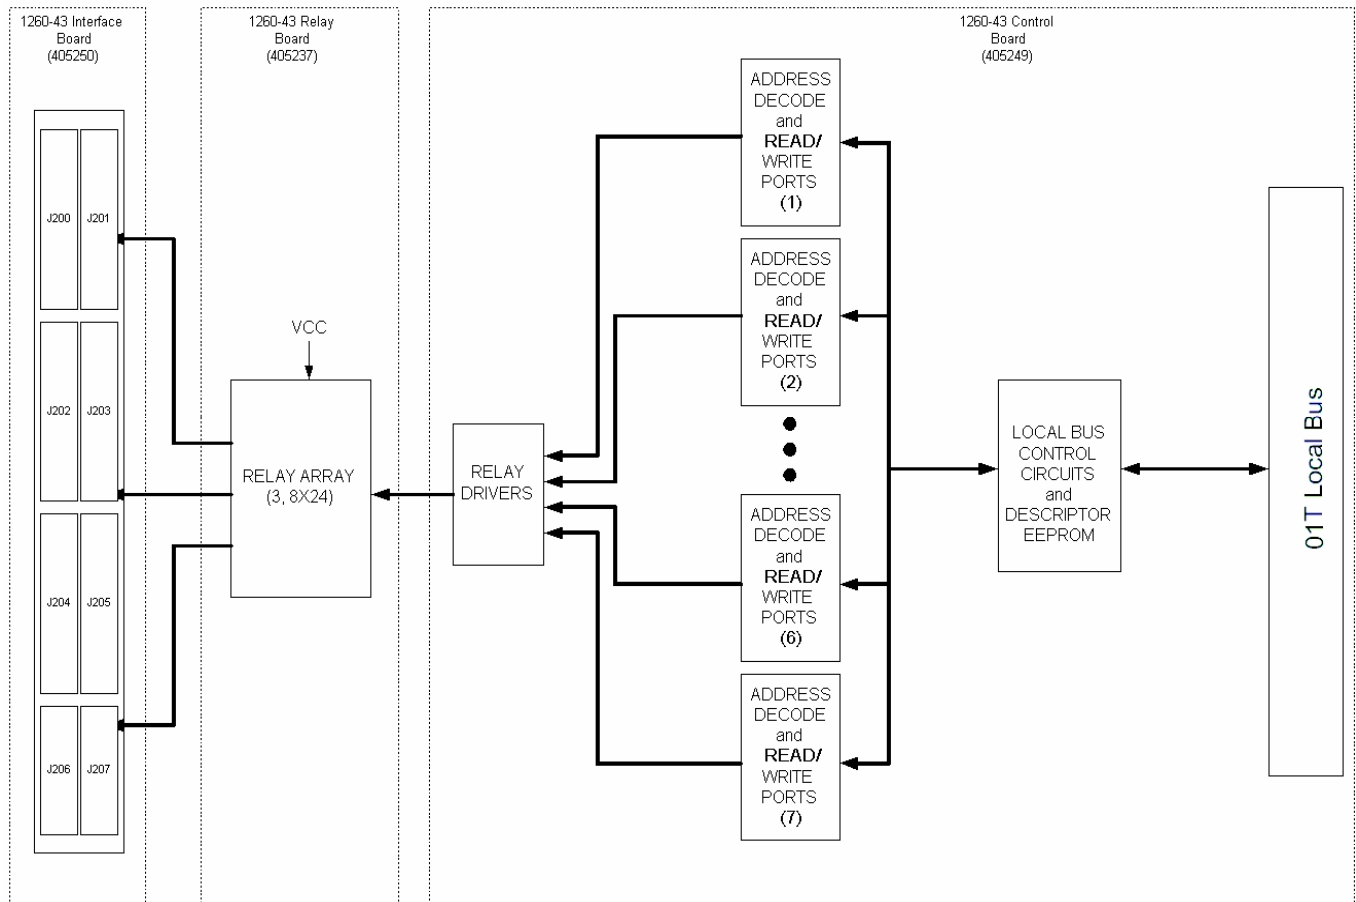 1260-43 Interface
Board
(405250)
1260-43 Relay
Board
(405237)
1260-43 Control
Board
(405249)
J200
J201
J202
J203
J204
J205
J206
J207
VCC
RELAY ARRAY
(3, 8X24)
RELAY
DRIVERS
ADDRESS
DECODE
and
READ/
WRITE
PORTS
(1)
ADDRESS
DECODE
and
READ/
WRITE
PORTS
(2)
ADDRESS
DECODE
and
READ/
WRITE
PORTS
(6)
ADDRESS
DECODE
and
READ/
WRITE
PORTS
(7)
LOCAL BUS
CONTROL
CIRCUITS
and
DESCRIPTOR
EEPROM
01T Local Bus